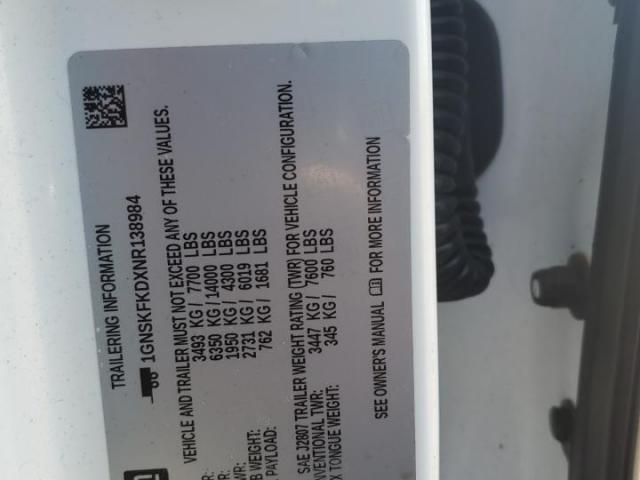 TRAILERING INFORMATION
1GNSKFKDXNR138984
VEHICLE AND TRAILER MUST NOT EXCEED ANY OF THESE VALUES.
3493 KG / 7700 LBS
6350 KG / 14000 LBS
1950 KG / 4300 LBS
B WEIGHT: 2731 KG / 6019 LBS
PAYLOAD: 762 KG / 1681 LBS
SAE J2807 TRAILER WEIGHT RATING (TWR) FOR VEHICLE CONFIGURATION.
NVENTIONAL TWR: 3447 KG / 7600 LBS
X TONGUE WEIGHT: 345 KG / 760 LBS
SEE OWNER'S MANUAL FOR MORE INFORMATION